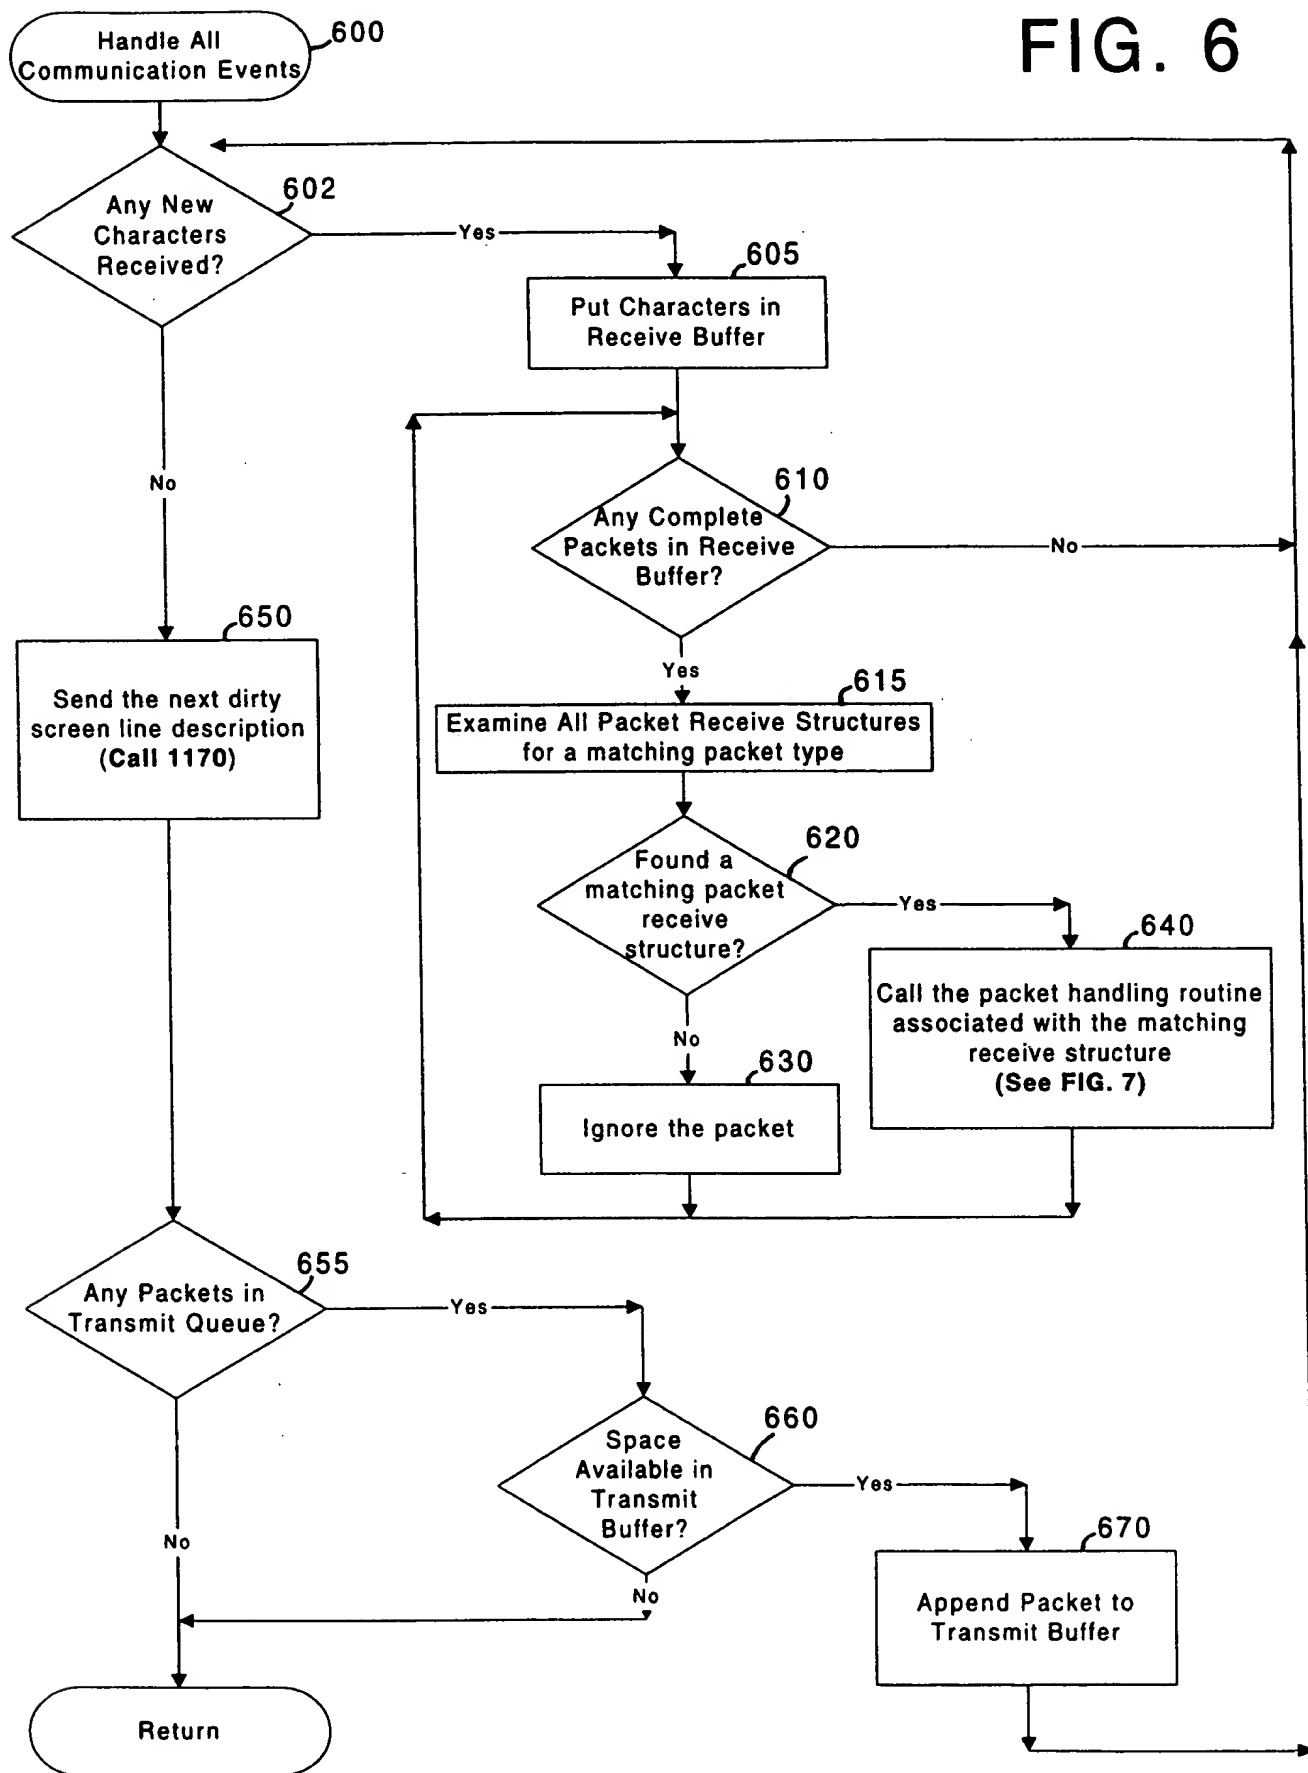 FIG. 6
Handle All
Communication Events
600
Any New
Characters
Received?
602
Yes
No
605
Put Characters in
Receive Buffer
610
Any Complete
Packets in Receive
Buffer?
No
Yes
615
Examine All Packet Receive Structures
for a matching packet type
620
Found a
matching packet
receive
structure?
Yes
No
640
Call the packet handling routine
associated with the matching
receive structure
(See FIG. 7)
630
Ignore the packet
650
Send the next dirty
screen line description
(Call 1170)
655
Any Packets in
Transmit Queue?
Yes
No
660
Space
Available in
Transmit
Buffer?
Yes
No
670
Append Packet to
Transmit Buffer
Return